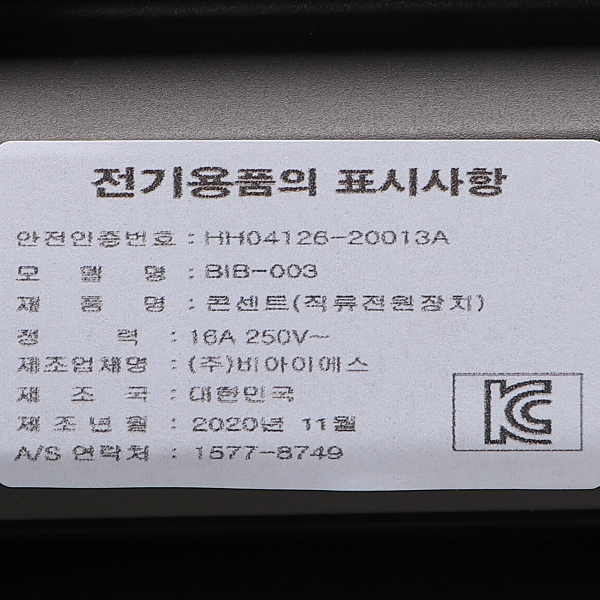 전기용품의 표시사항
안전인증번호 : HH04126-20013A
모 델 명 : BIB-003
제 품 명 : 콘센트(직류전원장치)
정 력 : 16A 250V~
제조업체명 : (주)비아이에스
제 조 국 : 대한민국
제 조 년 월 : 2020년 11월
A/S 연락처 : 1577-8749
KC